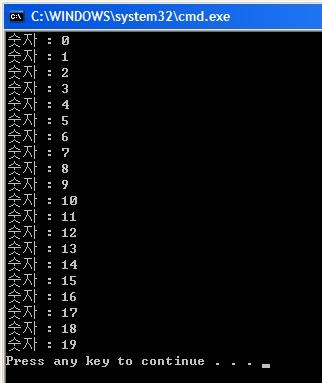 C:\WINDOWS\system32\cmd.exe
숫자 : 0
숫자 : 1
숫자 : 2
숫자 : 3
숫자 : 4
숫자 : 5
숫자 : 6
숫자 : 7
숫자 : 8
숫자 : 9
숫자 : 10
숫자 : 11
숫자 : 12
숫자 : 13
숫자 : 14
숫자 : 15
숫자 : 16
숫자 : 17
숫자 : 18
숫자 : 19
Press any key to continue . . .